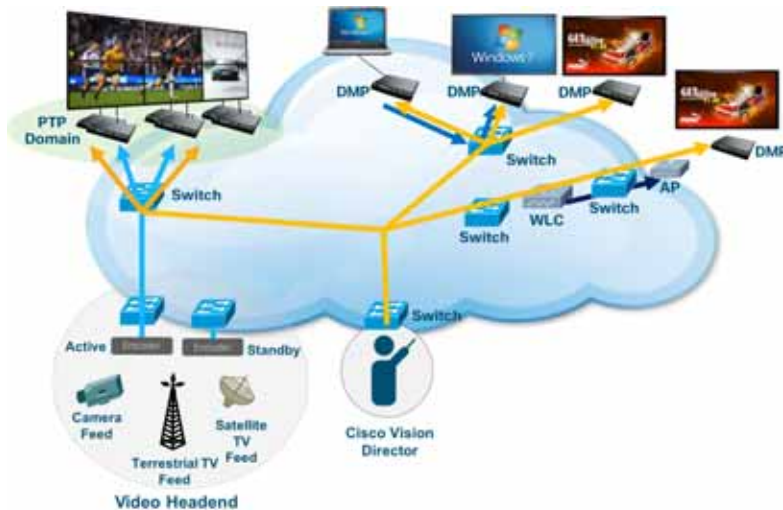 Windows 7
DMP
DMP
DMP
PTP
Domain
DMP
Switch
AP
Switch
WLC
Switch
Switch
Switch
Active
Encoder
Standby
Camera
Feed
Terrestrial TV
Feed
Satellite
TV
Feed
Cisco Vision
Director
Video Headend